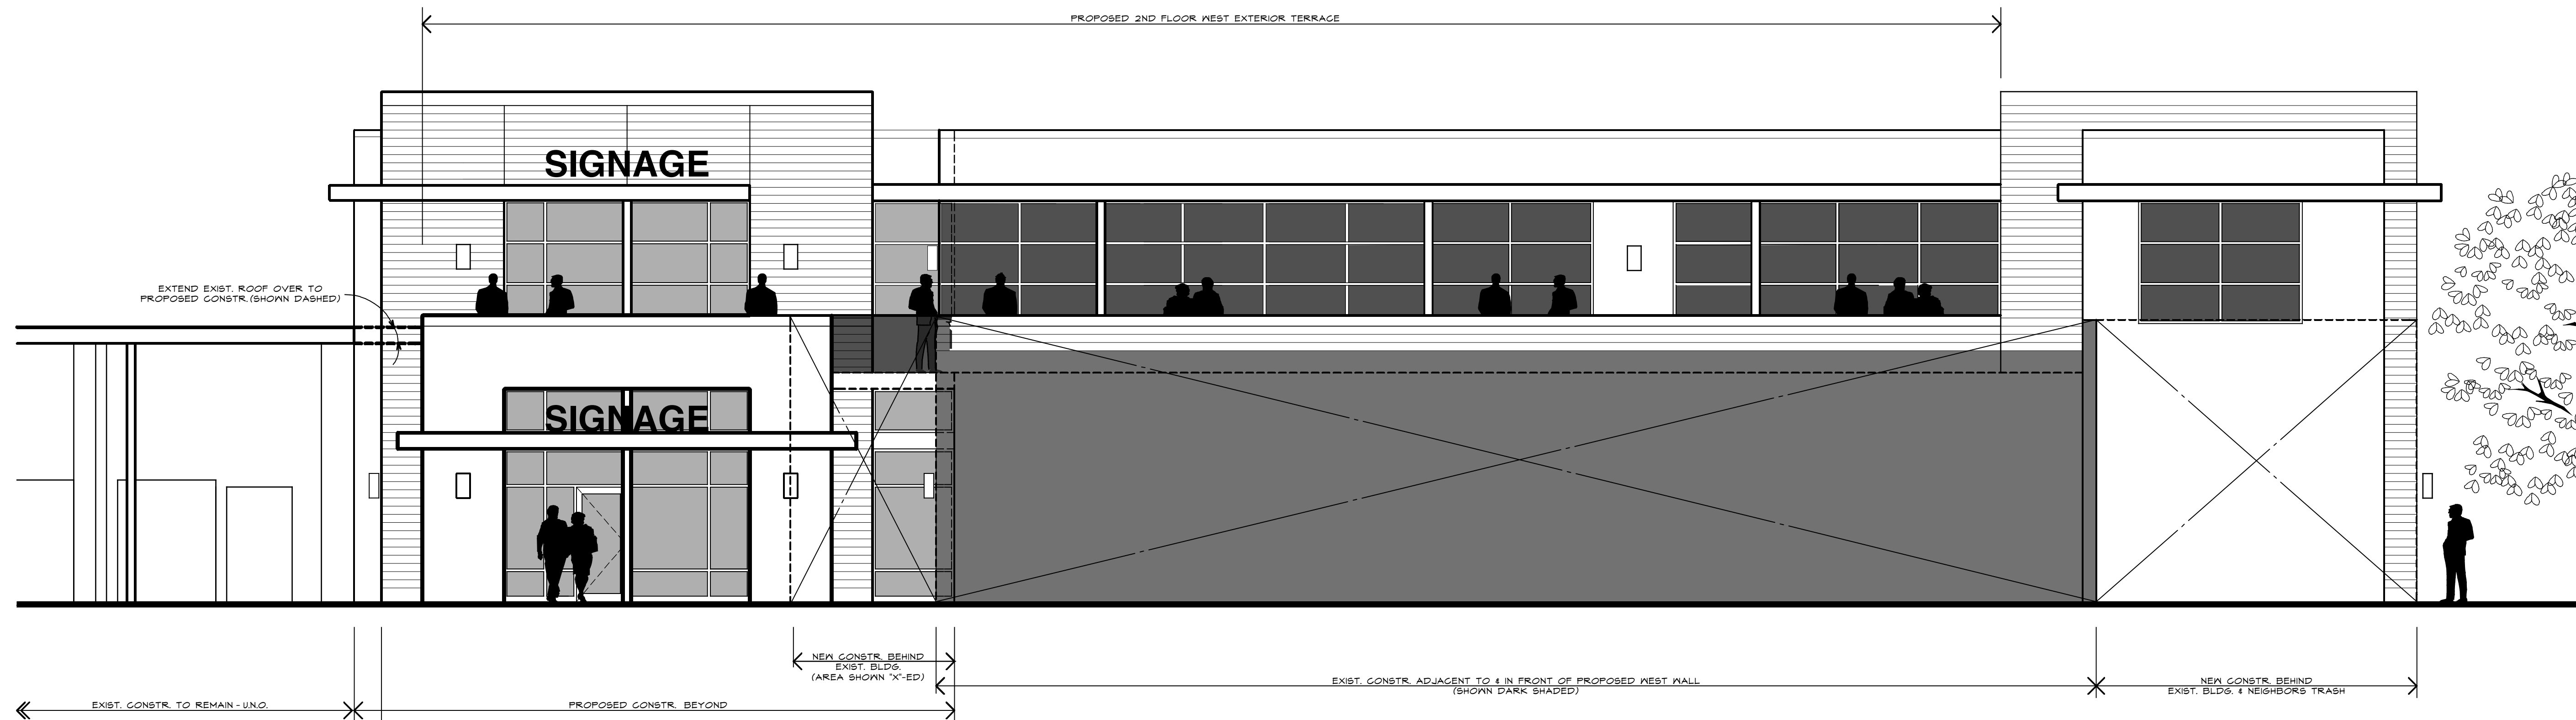 PROPOSED 2ND FLOOR WEST EXTERIOR TERRACE
SIGNAGE
EXTEND EXIST. ROOF OVER TO
PROPOSED CONSTR.(SHOWN DASHED)
SIGNAGE
NEW CONSTR. BEHIND
EXIST. BLDG.
(AREA SHOWN "X"-ED)
EXIST. CONSTR. ADJACENT TO & IN FRONT OF PROPOSED WEST WALL
(SHOWN DARK SHADED)
NEW CONSTR. BEHIND
EXIST. BLDG. & NEIGHBORS TRASH
EXIST. CONSTR. TO REMAIN - U.N.O.
PROPOSED CONSTR. BEYOND